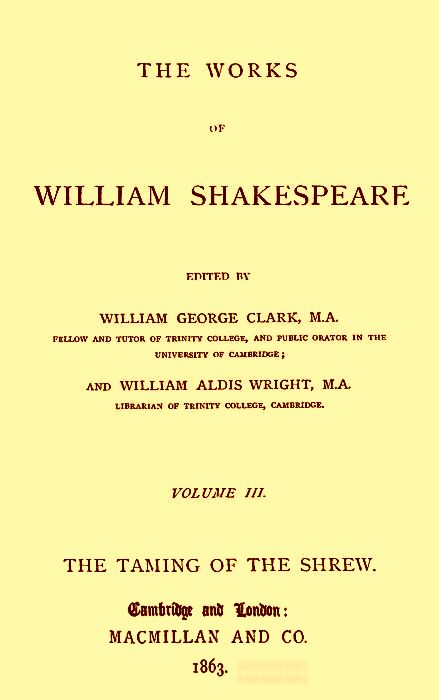 THE WORKS
OF
WILLIAM SHAKESPEARE
EDITED BY
WILLIAM GEORGE CLARK, M.A.
FELLOW AND TUTOR OF TRINITY COLLEGE, AND PUBLIC ORATOR IN THE
UNIVERSITY OF CAMBRIDGE;
AND WILLIAM ALDIS WRIGHT, M.A.
LIBRARIAN OF TRINITY COLLEGE, CAMBRIDGE.
VOLUME III.
THE TAMING OF THE SHREW.
Cambridge and London:
MACMILLAN AND CO.
1863.